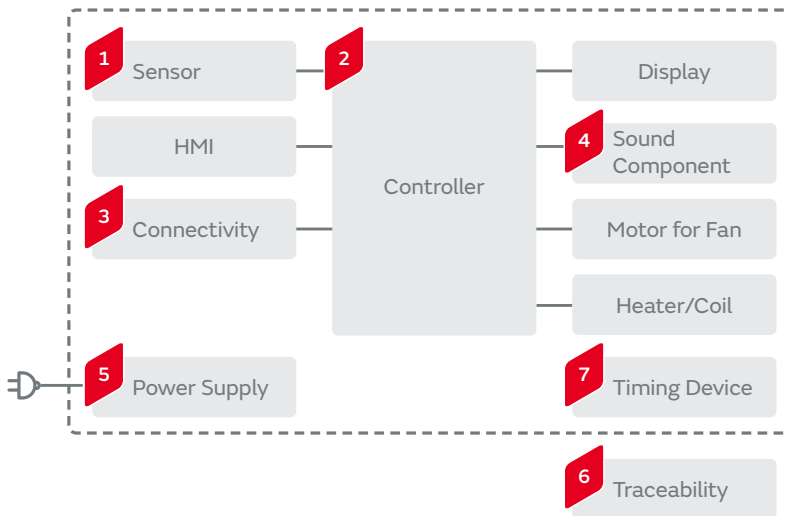 1
Sensor
2
Display
HMI
4
Sound
Component
Controller
3
Connectivity
Motor for Fan
Heater/Coil
5
Power Supply
7
Timing Device
6
Traceability